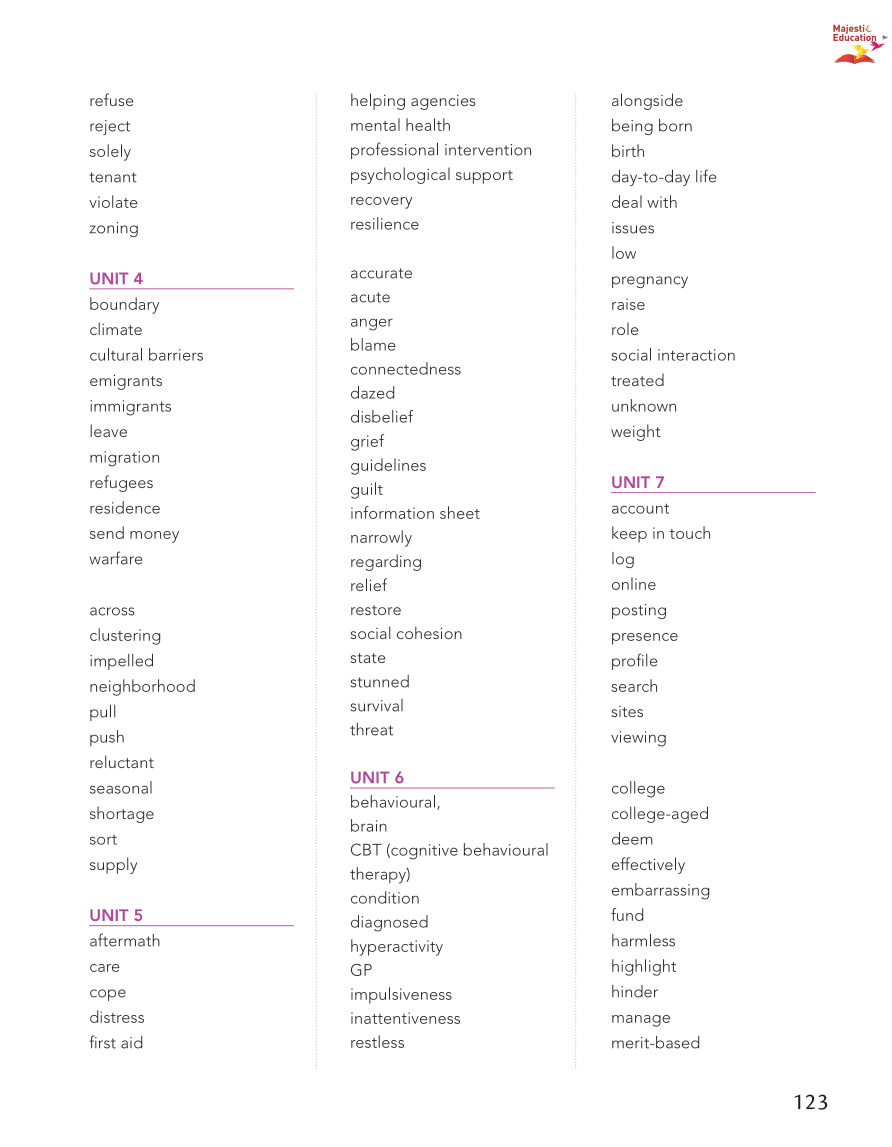 Majestic
Education
refuse
reject
solely
tenant
violate
zoning
UNIT 4
boundary
climate
cultural barriers
emigrants
immigrants
leave
migration
refugees
residence
send money
warfare
across
clustering
impelled
neighborhood
pull
push
reluctant
seasonal
shortage
sort
supply
UNIT 5
aftermath
care
cope
distress
first aid
helping agencies
mental health
professional intervention
psychological support
recovery
resilience
accurate
acute
anger
blame
connectedness
dazed
disbelief
grief
guidelines
guilt
information sheet
narrowly
regarding
relief
restore
social cohesion
state
stunned
survival
threat
UNIT 6
behavioural,
brain
CBT (cognitive behavioural
therapy)
condition
diagnosed
hyperactivity
GP
impulsiveness
inattentiveness
restless
alongside
being born
birth
day-to-day life
deal with
issues
low
pregnancy
raise
role
social interaction
treated
unknown
weight
UNIT 7
account
keep in touch
log
online
posting
presence
profile
search
sites
viewing
college
college-aged
deem
effectively
embarrassing
fund
harmless
highlight
hinder
manage
merit-based
123